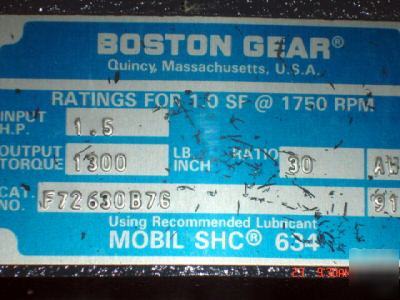 BOSTON GEAR®
Quincy, Massachusetts, U.S.A.
RATINGS FOR 1.0 SF @ 1750 RPM
INPUT H.P. 1.5
OUTPUT TORQUE 1300 LB. INCH RATIO 30
CAT. NO. F72630B76 91
Using Recommended Lubricant
MOBIL SHC® 634